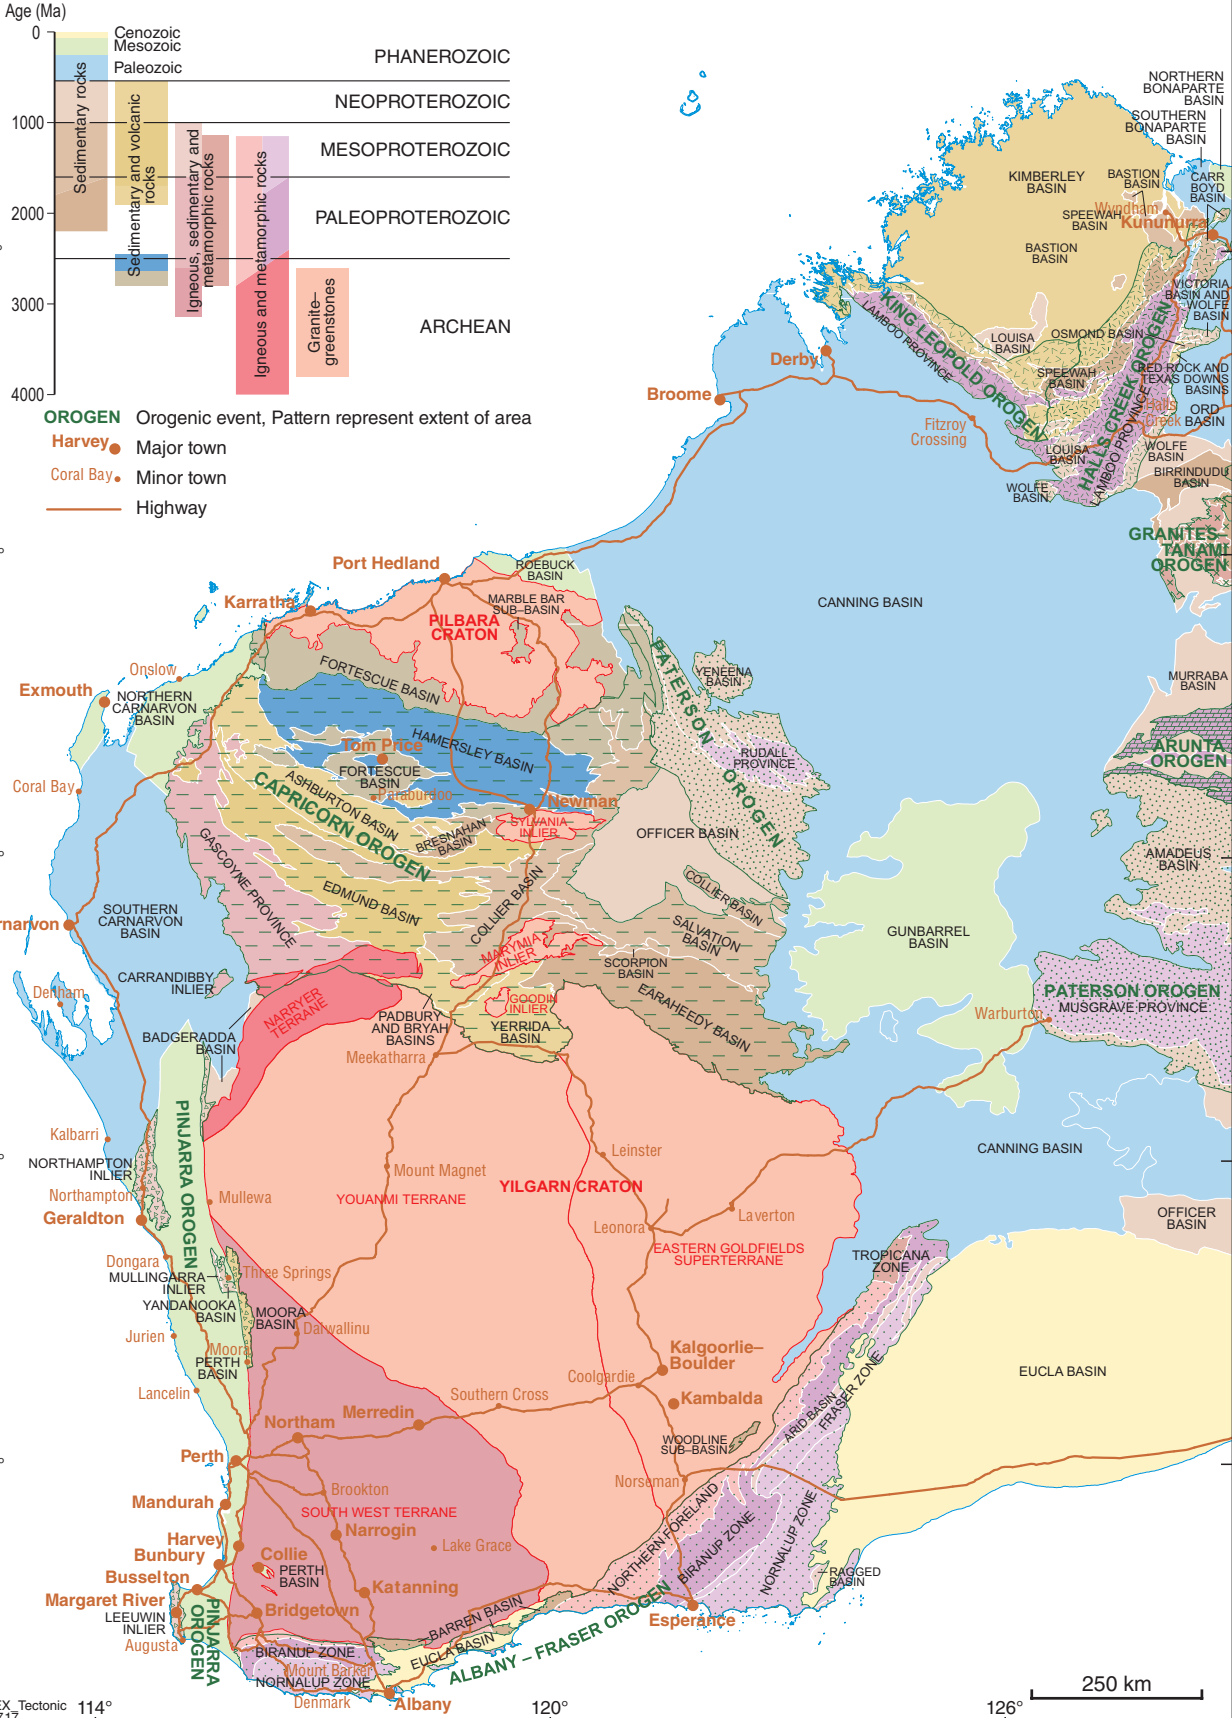 Age (Ma)
0
1000
2000
3000
4000
Cenozoic
Mesozoic
Paleozoic
Sedimentary rocks
Sedimentary and volcanic
rocks
Igneous, sedimentary and
metamorphic rocks
Igneous and metamorphic rocks
Granite–
greenstones
PHANEROZOIC
NEOPROTEROZOIC
MESOPROTEROZOIC
PALEOPROTEROZOIC
ARCHEAN
OROGEN Orogenic event, Pattern represent extent of area
Harvey Major town
Coral Bay Minor town
Highway
NORTHERN
BONAPARTE
BASIN
SOUTHERN
BONAPARTE
BASIN
KIMBERLEY
BASIN
BASTION
BASIN
CARR
BOYD
BASIN
Wyndham
SPEEWAH
BASIN
Kununurra
BASTION
BASIN
VICTORIA
BASIN AND
WOLFE
BASIN
KING LEOPOLD OROGEN
LAMBOO PROVINCE
LOUISA
BASIN
OSMOND BASIN
SPEEWAH
BASIN
RED ROCK AND
TEXAS DOWNS
BASINS
HALLS CREEK OROGEN
LAMBOO PROVINCE
Halls
Creek
ORD
BASIN
Derby
Broome
Fitzroy
Crossing
LOUISA
BASIN
WOLFE
BASIN
WOLFE
BASIN
BIRRINDUDU
BASIN
GRANITES–
TANAMI
OROGEN
Port Hedland
ROEBUCK
BASIN
Karratha
MARBLE BAR
SUB–BASIN
PILBARA
CRATON
CANNING BASIN
Onslow
Exmouth
NORTHERN
CARNARVON
BASIN
FORTESCUE BASIN
PATERSON
OROGEN
YENEENA
BASIN
MURRABA
BASIN
Tom Price
HAMERSLEY BASIN
RUDALL
PROVINCE
ARUNTA
OROGEN
FORTESCUE
BASIN
Paraburdoo
Coral Bay
ASHBURTON BASIN
CAPRICORN OROGEN
Newman
SYLVANIA
INLIER
BRESNAHAN
BASIN
OFFICER BASIN
AMADEUS
BASIN
GASCOYNE PROVINCE
EDMUND BASIN
COLLIER BASIN
COLLIER BASIN
SOUTHERN
CARNARVON
BASIN
rnarvon
SALVATION
BASIN
GUNBARREL
BASIN
MARYMIA
INLIER
SCORPION
BASIN
CARRANDIBBY
INLIER
Denham
NARRYER
TERRANE
GOODIN
INLIER
EARAHEEDY BASIN
PATERSON OROGEN
MUSGRAVE PROVINCE
Warburton
BADGERADDA
BASIN
PADBURY
AND BRYAH
BASINS
YERRIDA
BASIN
Meekatharra
PINJARRA OROGEN
Kalbarri
NORTHAMPTON
INLIER
Northampton
Geraldton
Leinster
Mount Magnet
YILGARN CRATON
YOUANMI TERRANE
CANNING BASIN
Mullewa
Leonora
Laverton
OFFICER
BASIN
EASTERN GOLDFIELDS
SUPERTERRANE
TROPICANA
ZONE
Dongara
MULLINGARRA
INLIER
Three Springs
YANDANOOKA
BASIN
MOORA
BASIN
Dalwallinu
Jurien
Moora
PERTH
BASIN
Kalgoorlie–
Boulder
EUCLA BASIN
Coolgardie
Lancelin
Southern Cross
Kambalda
ARID BASIN
FRASER ZONE
Northam
Merredin
WOODLINE
SUB–BASIN
Perth
Norseman
Brookton
Mandurah
SOUTH WEST TERRANE
Narrogin
Harvey
Bunbury
Lake Grace
Collie
PERTH
BASIN
NORTHERN FORELAND
BIRANUP ZONE
NORNALUP ZONE
RAGGED
BASIN
Busselton
Margaret River
Katanning
LEEUWIN
INLIER
Bridgetown
PINJARRA
OROGEN
Augusta
BARREN BASIN
Esperance
EUCLA BASIN
BIRANUP ZONE
Mount Barker
NORNALUP ZONE
ALBANY – FRASER OROGEN
Denmark
Albany
250 km
EX_Tectonic
114°
120°
126°